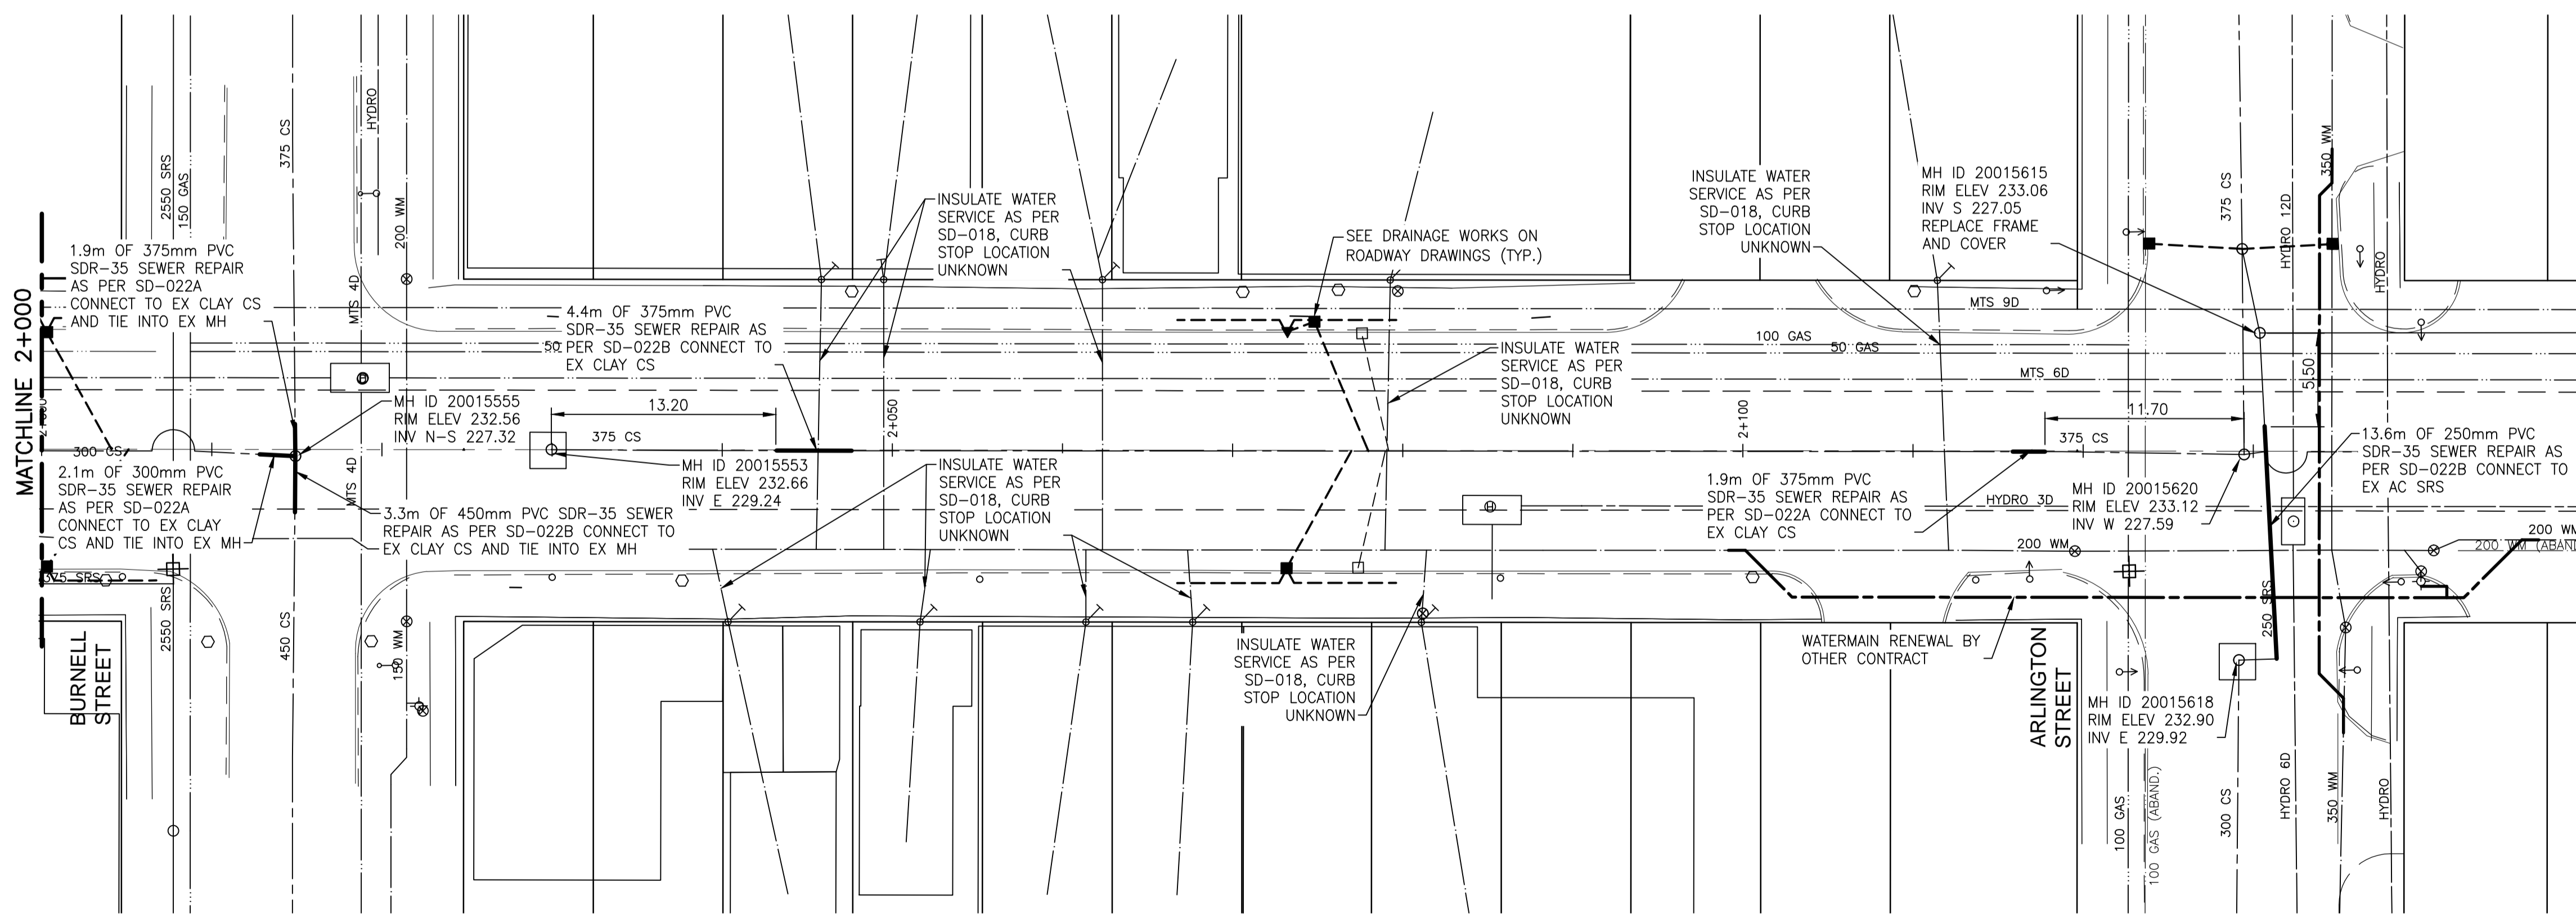 MATCHLINE 2+000
2550 SRS
150 GAS
375 CS
HYDRO
MTS 4D
200 WM
1.9m OF 375mm PVC
SDR-35 SEWER REPAIR
AS PER SD-022A
CONNECT TO EX CLAY CS
AND TIE INTO EX MH
300 CS
2.1m OF 300mm PVC
SDR-35 SEWER REPAIR
AS PER SD-022A
CONNECT TO EX CLAY
CS AND TIE INTO EX MH
375 SRS
BURNELL
STREET
2550 SRS
450 CS
150 WM
MTS 4D
H
MH ID 20015555
RIM ELEV 232.56
INV N-S 227.32
3.3m OF 450mm PVC SDR-35 SEWER
REPAIR AS PER SD-022B CONNECT TO
EX CLAY CS AND TIE INTO EX MH
50
4.4m OF 375mm PVC
SDR-35 SEWER REPAIR AS
PER SD-022B CONNECT TO
EX CLAY CS
13.20
375 CS
MH ID 20015553
RIM ELEV 232.66
INV E 229.24
2+050
INSULATE WATER
SERVICE AS PER
SD-018, CURB
STOP LOCATION
UNKNOWN
INSULATE WATER
SERVICE AS PER
SD-018, CURB
STOP LOCATION
UNKNOWN
SEE DRAINAGE WORKS ON
ROADWAY DRAWINGS (TYP.)
INSULATE WATER
SERVICE AS PER
SD-018, CURB
STOP LOCATION
UNKNOWN
H
INSULATE WATER
SERVICE AS PER
SD-018, CURB
STOP LOCATION
UNKNOWN
INSULATE WATER
SERVICE AS PER
SD-018, CURB
STOP LOCATION
UNKNOWN
100 GAS
50 GAS
2+100
1.9m OF 375mm PVC
SDR-35 SEWER REPAIR AS
PER SD-022A CONNECT TO
EX CLAY CS
MH ID 20015615
RIM ELEV 233.06
INV S 227.05
REPLACE FRAME
AND COVER
MTS 9D
MTS 6D
11.70
375 CS
HYDRO 3D
MH ID 20015620
RIM ELEV 233.12
INV W 227.59
200 WM
WATERMAIN RENEWAL BY
OTHER CONTRACT
ARLINGTON
STREET
MH ID 20015618
RIM ELEV 232.90
INV E 229.92
100 GAS
100 GAS (ABAND.)
300 CS
HYDRO 6D
350 WM
HYDRO
250 SRS
375 CS
HYDRO 12D
350 WM
HYDRO
5.50
13.6m OF 250mm PVC
SDR-35 SEWER REPAIR AS
PER SD-022B CONNECT TO
EX AC SRS
200 WM
200 WM